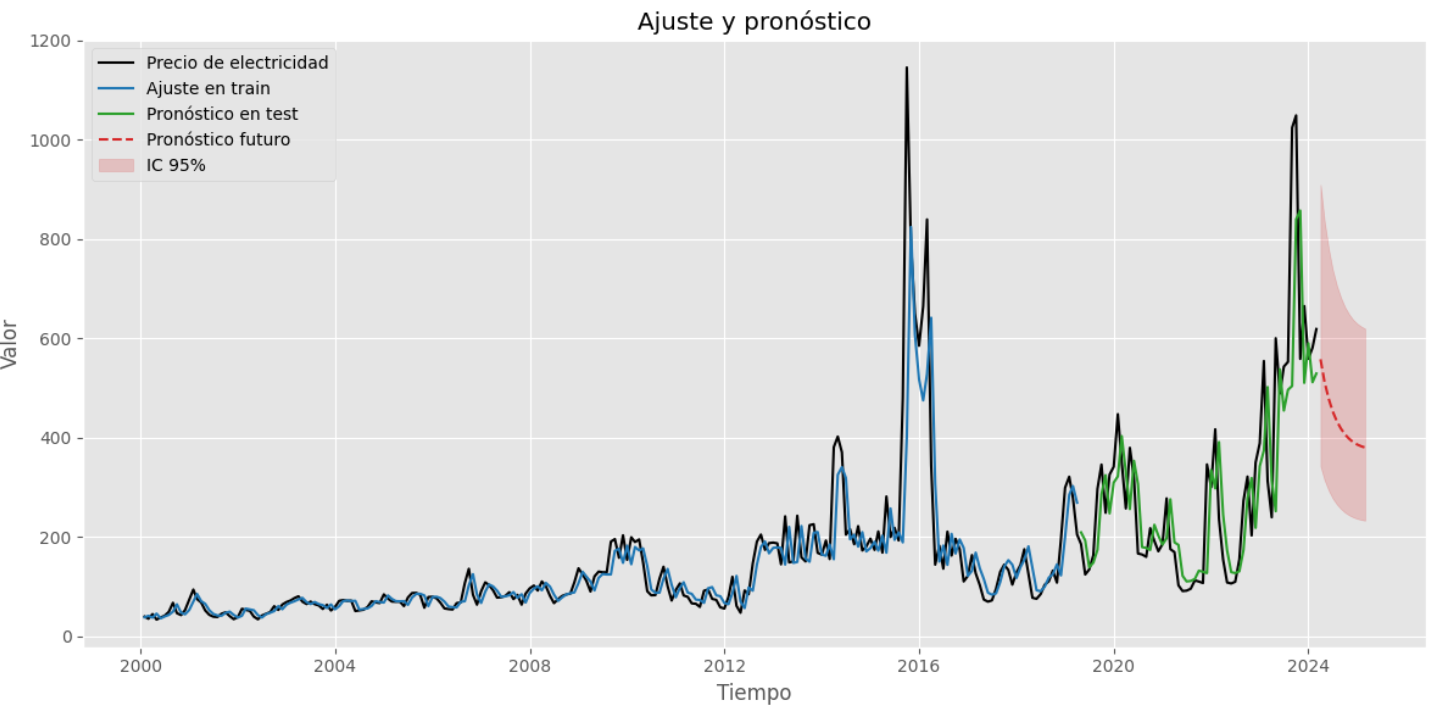 Ajuste y pronóstico
Precio de electricidad
Ajuste en train
Pronóstico en test
Pronóstico futuro
IC 95%
1200
1000
800
600
400
200
0
Valor
2000 2004 2008 2012 2016 2020 2024
Tiempo